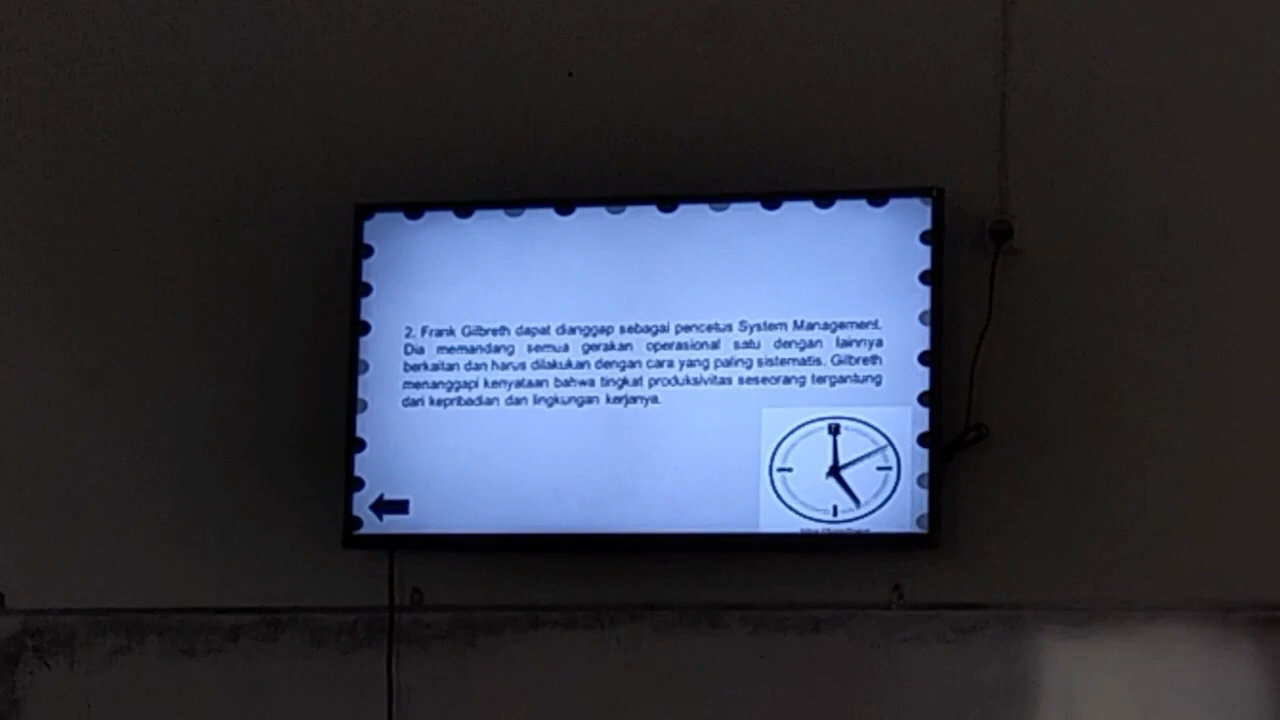 2. Frank Gilbreth dapat dianggap sebagai pencetus System Management.
Dia memandang semua gerakan operasional satu dengan lainnya
berkaitan dan harus dilakukan dengan cara yang paling sistematis. Gilbreth
menanggapi kenyataan bahwa tingkat produksivitas seseorang tergantung
dari kepribadian dan lingkungan kerjanya.